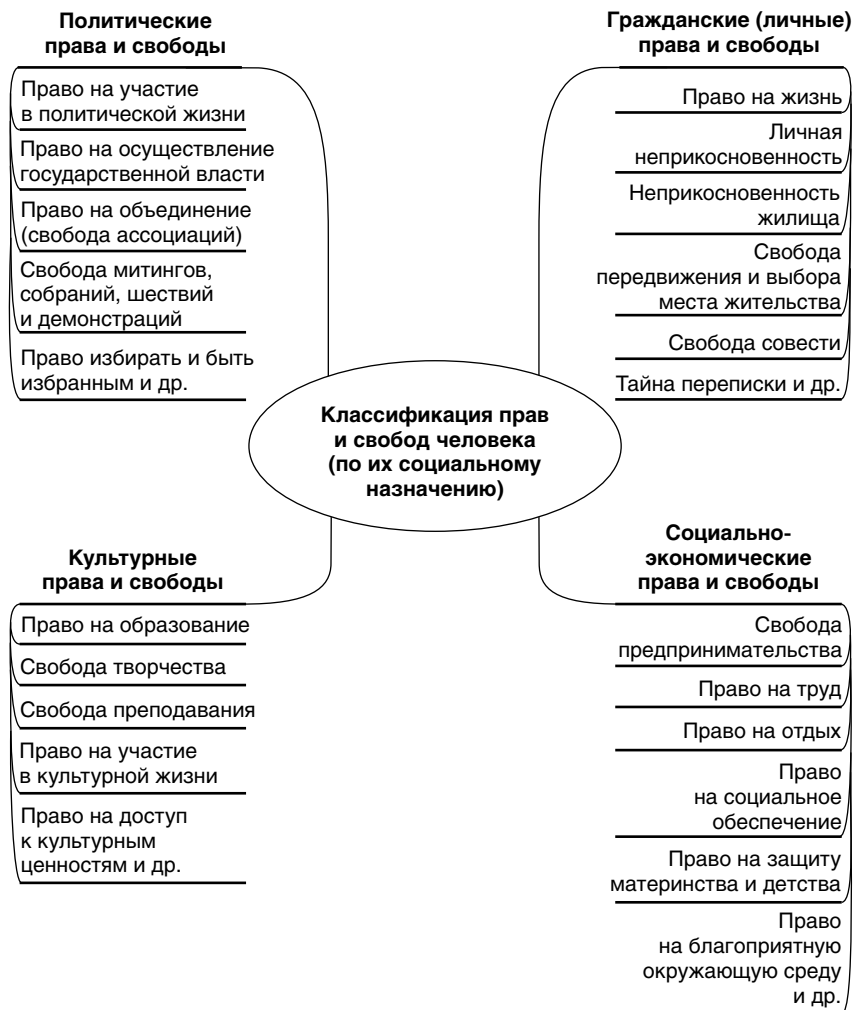 Политические
права и свободы
Право на участие
в политической жизни
Право на осуществление
государственной власти
Право на объединение
(свобода ассоциаций)
Свобода митингов,
собраний, шествий
и демонстраций
Право избирать и быть
избранным и др.
Гражданские (личные)
права и свободы
Право на жизнь
Личная
неприкосновенность
Неприкосновенность
жилища
Свобода
передвижения и выбора
места жительства
Свобода совести
Тайна переписки и др.
Классификация прав
и свобод человека
(по их социальному
назначению)
Культурные
права и свободы
Право на образование
Свобода творчества
Свобода преподавания
Право на участие
в культурной жизни
Право на доступ
к культурным
ценностям и др.
Социально-
экономические
права и свободы
Свобода
предпринимательства
Право на труд
Право на отдых
Право
на социальное
обеспечение
Право на защиту
материнства и детства
Право
на благоприятную
окружающую среду
и др.